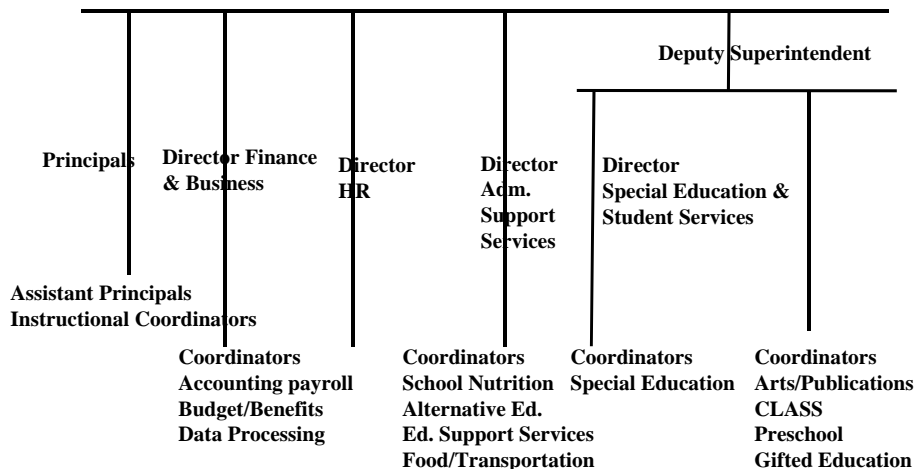 Deputy Superintendent
Principals
Director Finance
& Business
Director
HR
Director
Adm.
Support
Services
Director
Special Education &
Student Services
Assistant Principals
Instructional Coordinators
Coordinators
Accounting payroll
Budget/Benefits
Data Processing
Coordinators
School Nutrition
Alternative Ed.
Ed. Support Services
Food/Transportation
Coordinators
Special Education
Coordinators
Arts/Publications
CLASS
Preschool
Gifted Education